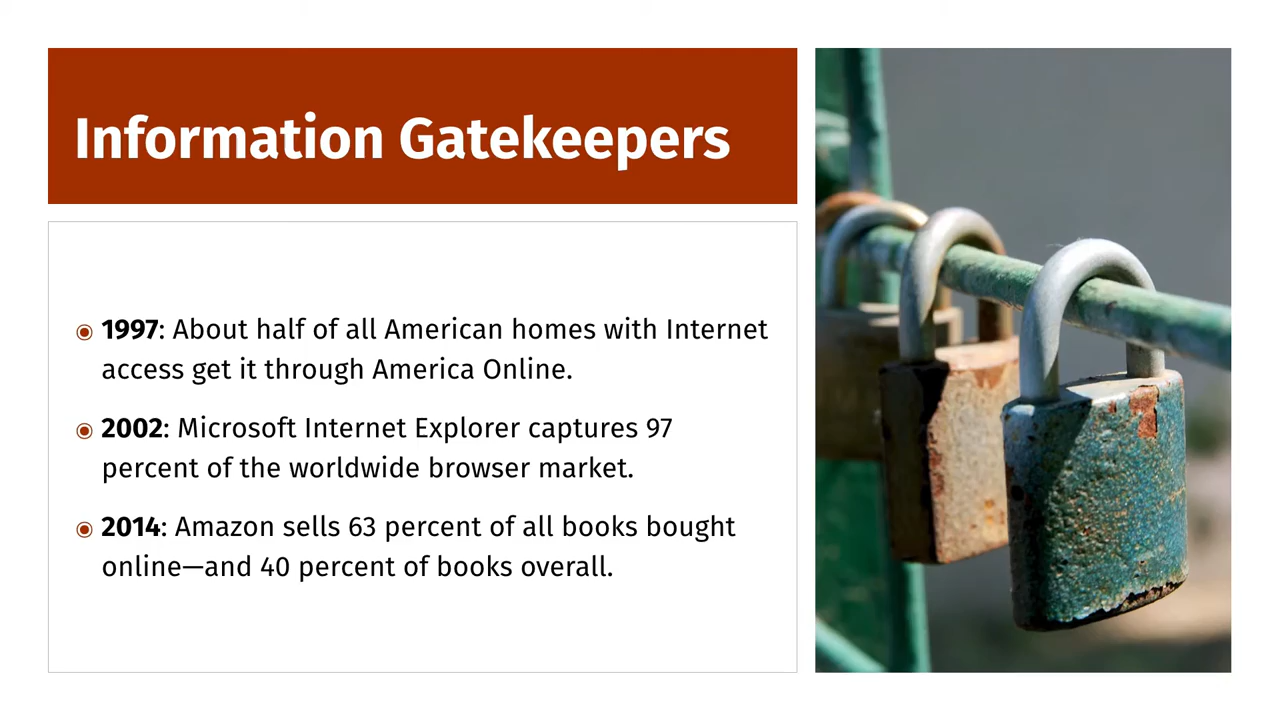 Information Gatekeepers
1997: About half of all American homes with Internet
access get it through America Online.
2002: Microsoft Internet Explorer captures 97
percent of the worldwide browser market.
2014: Amazon sells 63 percent of all books bought
online—and 40 percent of books overall.